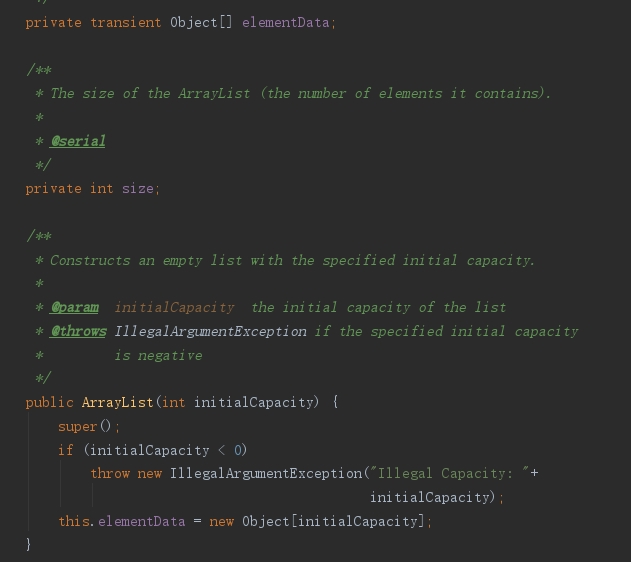 */
private transient Object[] elementData;
/**
* The size of the ArrayList (the number of elements it contains).
*
* @serial
*/
private int size;
/**
* Constructs an empty list with the specified initial capacity.
*
* @param  initialCapacity  the initial capacity of the list
* @throws IllegalArgumentException if the specified initial capacity
*         is negative
*/
public ArrayList(int initialCapacity) {
super();
if (initialCapacity < 0)
throw new IllegalArgumentException("Illegal Capacity: "+
initialCapacity);
this.elementData = new Object[initialCapacity];
}